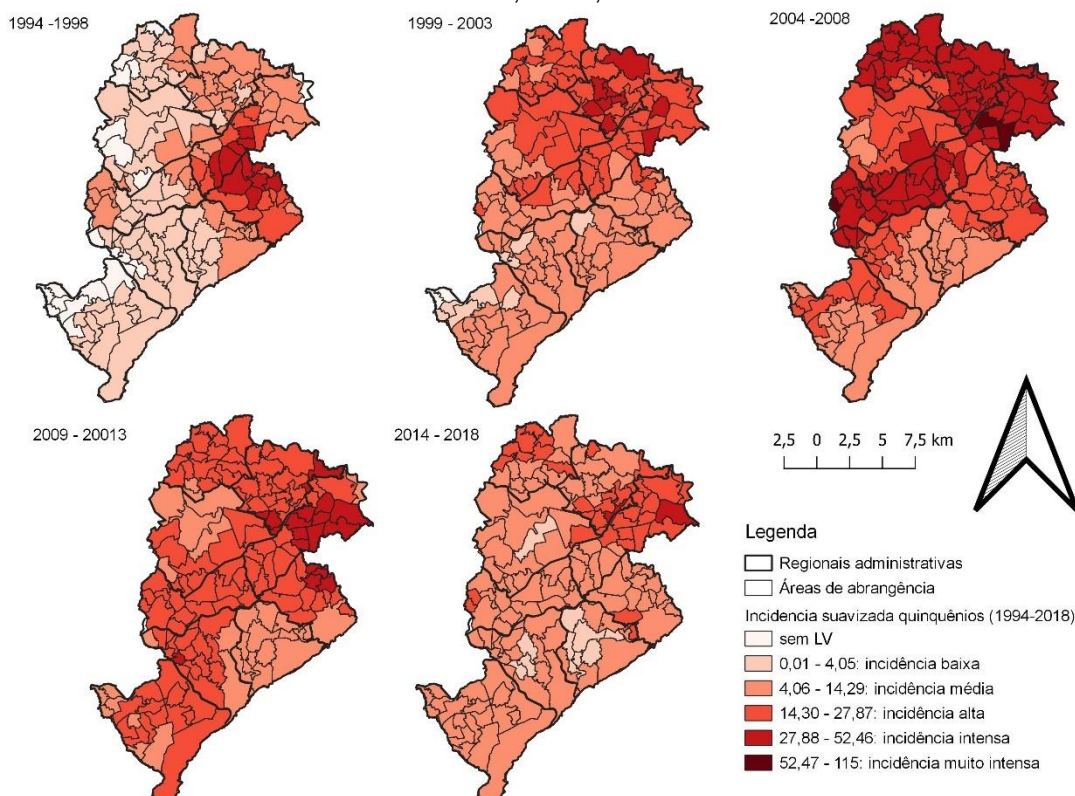 1994 -1998
1999 - 2003
2004 -2008
2009 - 20013
2014 - 2018
2,5 0 2,5 5 7,5 km
Legenda
Regionais administrativas
Áreas de abrangência
Incidencia suavizada quinquênios (1994-2018)
sem LV
0,01 - 4,05: incidência baixa
4,06 - 14,29: incidência média
14,30 - 27,87: incidência alta
27,88 - 52,46: incidência intensa
52,47 - 115: incidência muito intensa